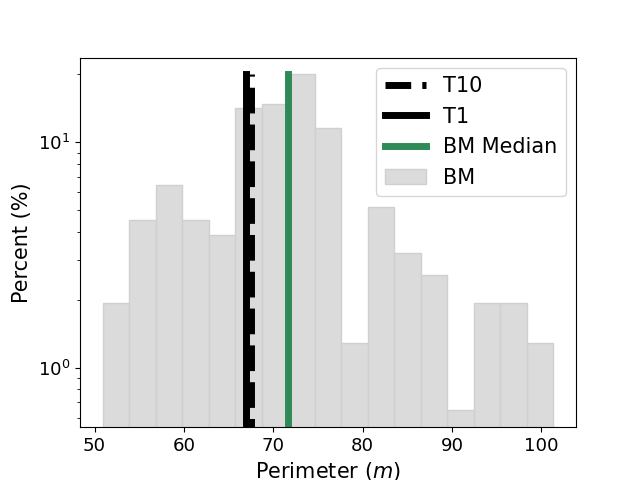 T10
T1
BM Median
BM
10¹
10⁰
Percent (%)
50 60 70 80 90 100
Perimeter (m)